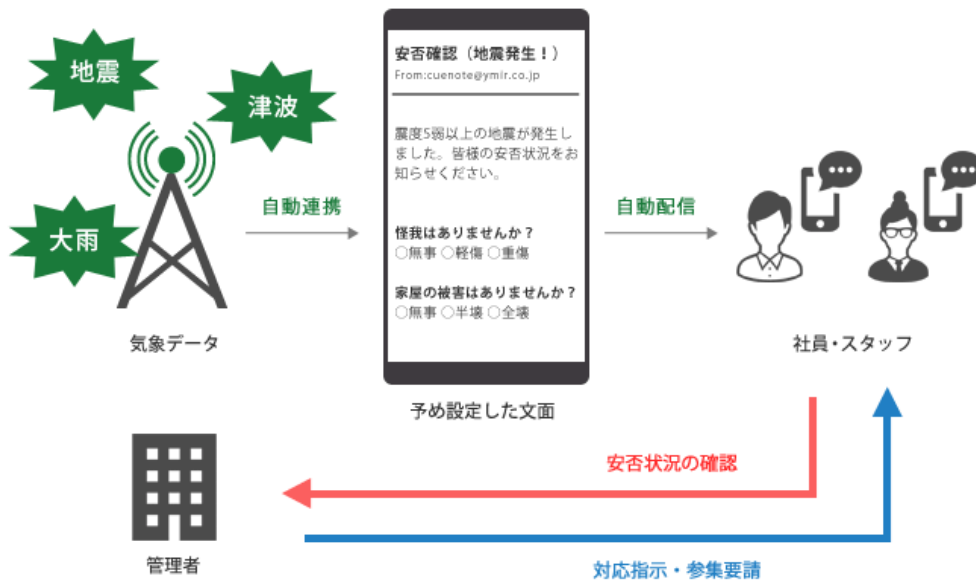 地震
津波
大雨
気象データ
自動連携
安否確認（地震発生！）
From:cuenote@ymir.co.jp
震度5弱以上の地震が発生し
ました。皆様の安否状況をお
知らせください。
怪我はありませんか？
○無事 ○軽傷 ○重傷
家屋の被害はありませんか？
○無事 ○半壊 ○全壊
予め設定した文面
自動配信
社員・スタッフ
安否状況の確認
管理者
対応指示・参集要請